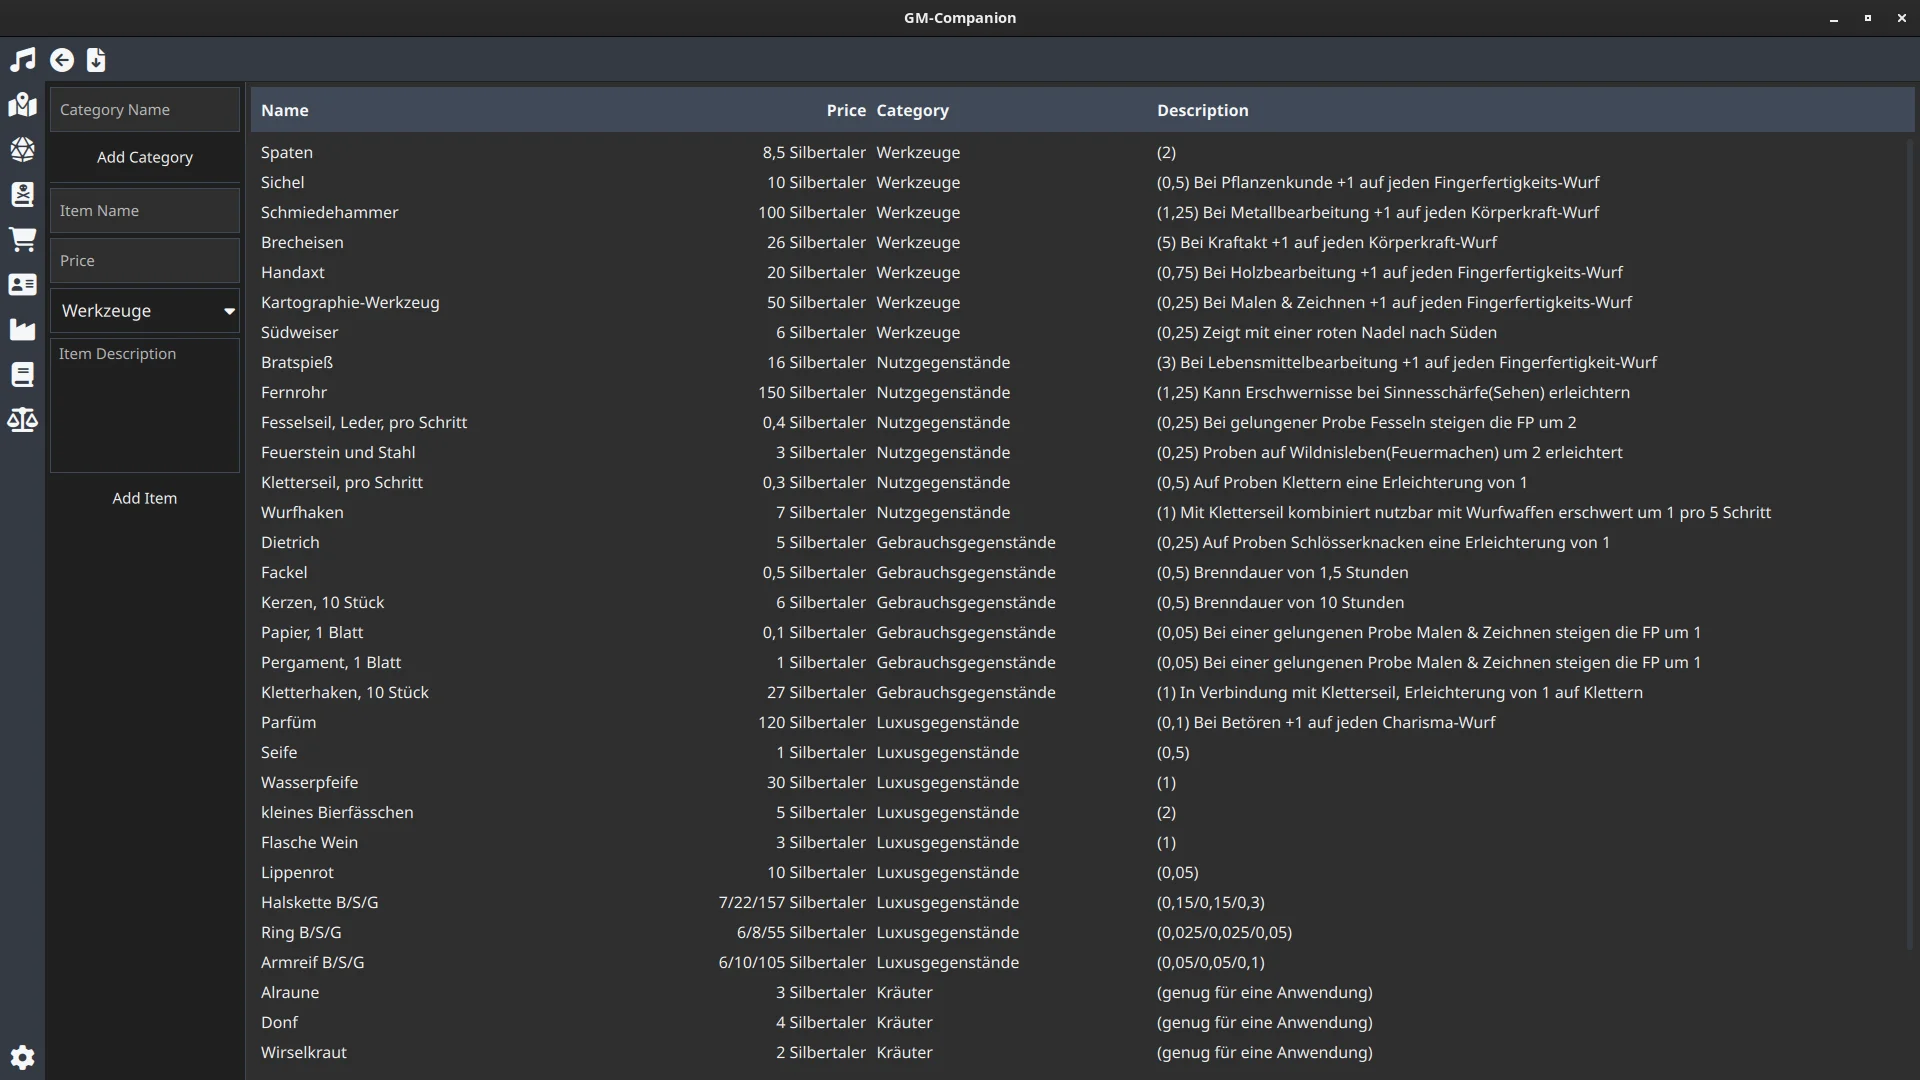 GM-Companion
Category Name
Add Category
Item Name
Price
Werkzeuge
Item Description
Add Item
Name Price Category Description
Spaten 8,5 Silbertaler Werkzeuge (2)
Sichel 10 Silbertaler Werkzeuge (0,5) Bei Pflanzenkunde +1 auf jeden Fingerfertigkeits-Wurf
Schmiedehammer 100 Silbertaler Werkzeuge (1,25) Bei Metallbearbeitung +1 auf jeden Körperkraft-Wurf
Brecheisen 26 Silbertaler Werkzeuge (5) Bei Kraftakt +1 auf jeden Körperkraft-Wurf
Handaxt 20 Silbertaler Werkzeuge (0,75) Bei Holzbearbeitung +1 auf jeden Fingerfertigkeits-Wurf
Kartographie-Werkzeug 50 Silbertaler Werkzeuge (0,25) Bei Malen & Zeichnen +1 auf jeden Fingerfertigkeits-Wurf
Südweiser 6 Silbertaler Werkzeuge (0,25) Zeigt mit einer roten Nadel nach Süden
Bratspieß 16 Silbertaler Nutzgegenstände (3) Bei Lebensmittelbearbeitung +1 auf jeden Fingerfertigkeit-Wurf
Fernrohr 150 Silbertaler Nutzgegenstände (1,25) Kann Erschwernisse bei Sinnesschärfe(Sehen) erleichtern
Fesselseil, Leder, pro Schritt 0,4 Silbertaler Nutzgegenstände (0,25) Bei gelungener Probe Fesseln steigen die FP um 2
Feuerstein und Stahl 3 Silbertaler Nutzgegenstände (0,25) Proben auf Wildnisleben(Feuermachen) um 2 erleichtert
Kletterseil, pro Schritt 0,3 Silbertaler Nutzgegenstände (0,5) Auf Proben Klettern eine Erleichterung von 1
Wurfhaken 7 Silbertaler Nutzgegenstände (1) Mit Kletterseil kombiniert nutzbar mit Wurfwaffen erschwert um 1 pro 5 Schritt
Dietrich 5 Silbertaler Gebrauchsgegenstände (0,25) Auf Proben Schlösserknacken eine Erleichterung von 1
Fackel 0,5 Silbertaler Gebrauchsgegenstände (0,5) Brenndauer von 1,5 Stunden
Kerzen, 10 Stück 6 Silbertaler Gebrauchsgegenstände (0,5) Brenndauer von 10 Stunden
Papier, 1 Blatt 0,1 Silbertaler Gebrauchsgegenstände (0,05) Bei einer gelungenen Probe Malen & Zeichnen steigen die FP um 1
Pergament, 1 Blatt 1 Silbertaler Gebrauchsgegenstände (0,05) Bei einer gelungenen Probe Malen & Zeichnen steigen die FP um 1
Kletterhaken, 10 Stück 27 Silbertaler Gebrauchsgegenstände (1) In Verbindung mit Kletterseil, Erleichterung von 1 auf Klettern
Parfüm 120 Silbertaler Luxusgegenstände (0,1) Bei Betören +1 auf jeden Charisma-Wurf
Seife 1 Silbertaler Luxusgegenstände (0,5)
Wasserpfeife 30 Silbertaler Luxusgegenstände (1)
kleines Bierfässchen 5 Silbertaler Luxusgegenstände (2)
Flasche Wein 3 Silbertaler Luxusgegenstände (1)
Lippenrot 10 Silbertaler Luxusgegenstände (0,05)
Halskette B/S/G 7/22/157 Silbertaler Luxusgegenstände (0,15/0,15/0,3)
Ring B/S/G 6/8/55 Silbertaler Luxusgegenstände (0,025/0,025/0,05)
Armreif B/S/G 6/10/105 Silbertaler Luxusgegenstände (0,05/0,05/0,1)
Alraune 3 Silbertaler Kräuter (genug für eine Anwendung)
Donf 4 Silbertaler Kräuter (genug für eine Anwendung)
Wirselkraut 2 Silbertaler Kräuter (genug für eine Anwendung)